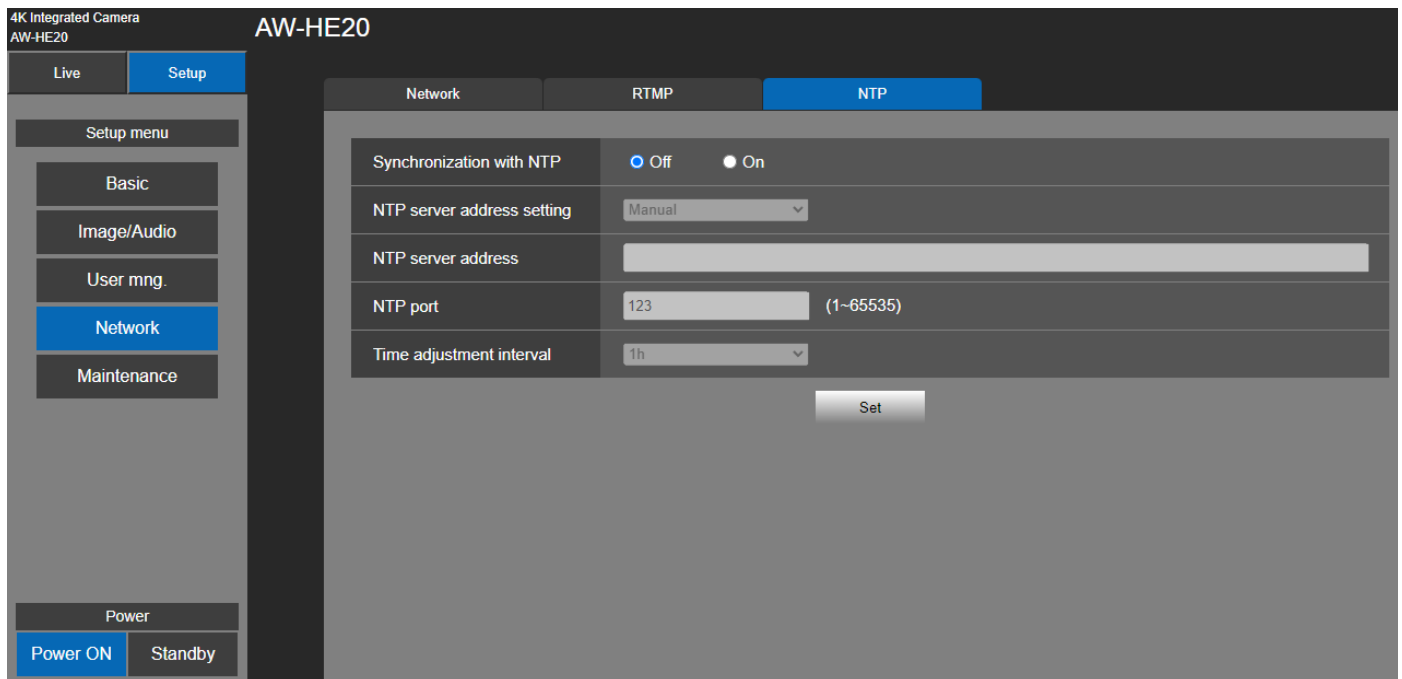 4K Integrated Camera
AW-HE20
AW-HE20
Live
Setup
Setup menu
Basic
Image/Audio
User mng.
Network
Maintenance
Power
Power ON
Standby
Network
RTMP
NTP
Synchronization with NTP
Off
On
NTP server address setting
Manual
NTP server address
NTP port
123
(1~65535)
Time adjustment interval
1h
Set